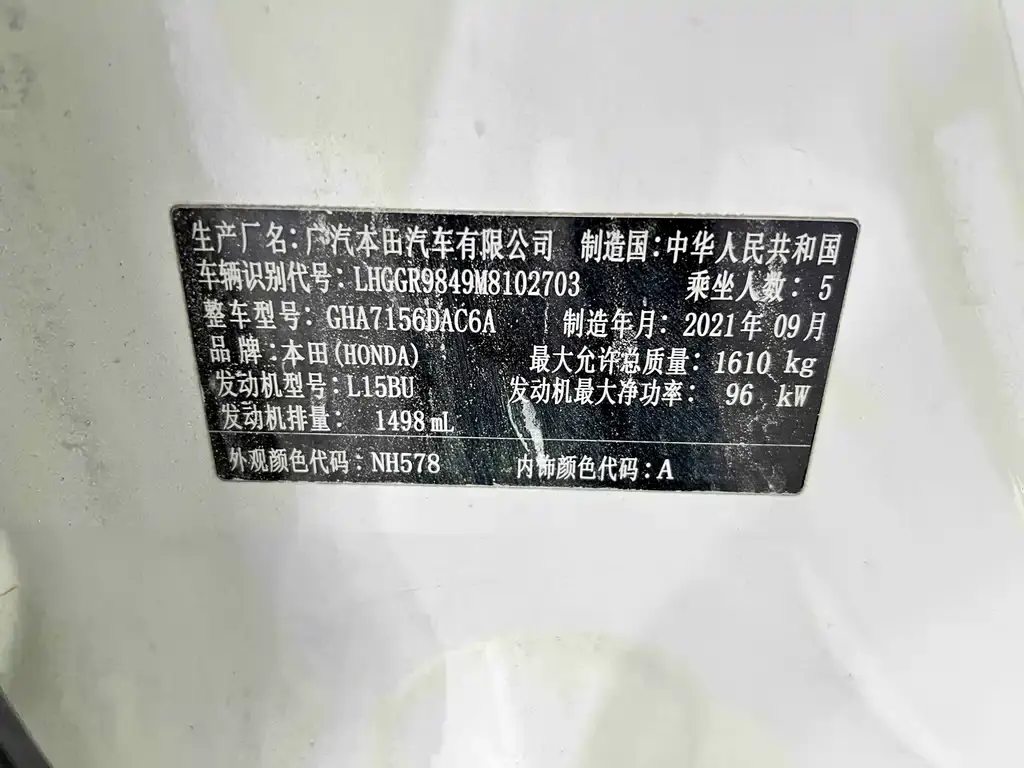 生产厂名：广汽本田汽车有限公司 制造国：中华人民共和国
车辆识别代号：LHGGR9849M8102703 乘坐人数：5
整车型号：GHA7156DAC6A 制造年月：2021年09月
品牌：本田(HONDA) 最大允许总质量：1610 kg
发动机型号：L15BU 发动机最大净功率：96 kW
发动机排量：1498 mL
外观颜色代码：NH578 内饰颜色代码：A